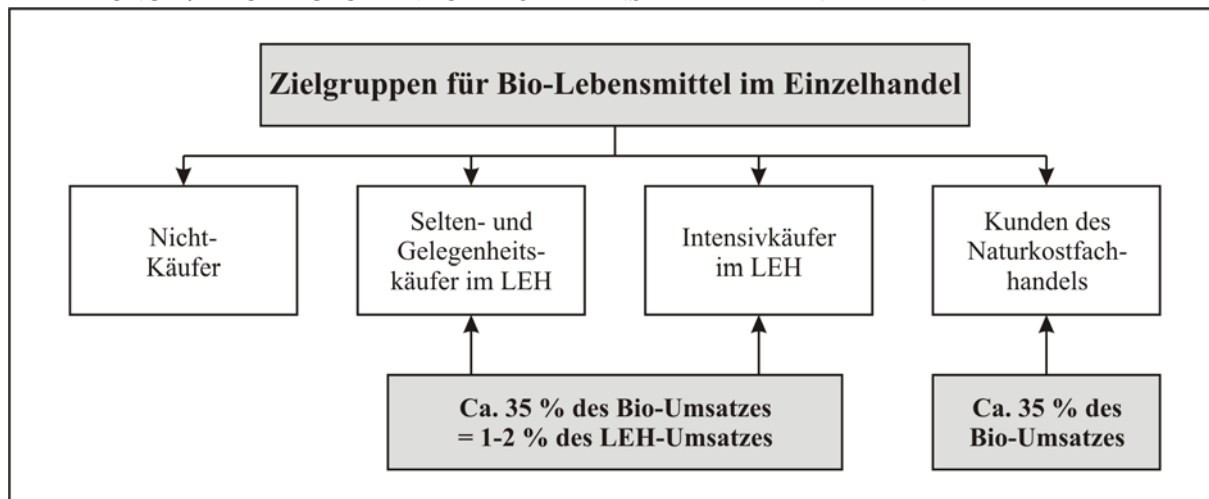 Zielgruppen für Bio-Lebensmittel im Einzelhandel
Nicht-
Käufer
Selten- und
Gelegenheits-
käufer im LEH
Intensivkäufer
im LEH
Kunden des
Naturkostfach-
handels
Ca. 35 % des Bio-Umsatzes
= 1-2 % des LEH-Umsatzes
Ca. 35 % des
Bio-Umsatzes